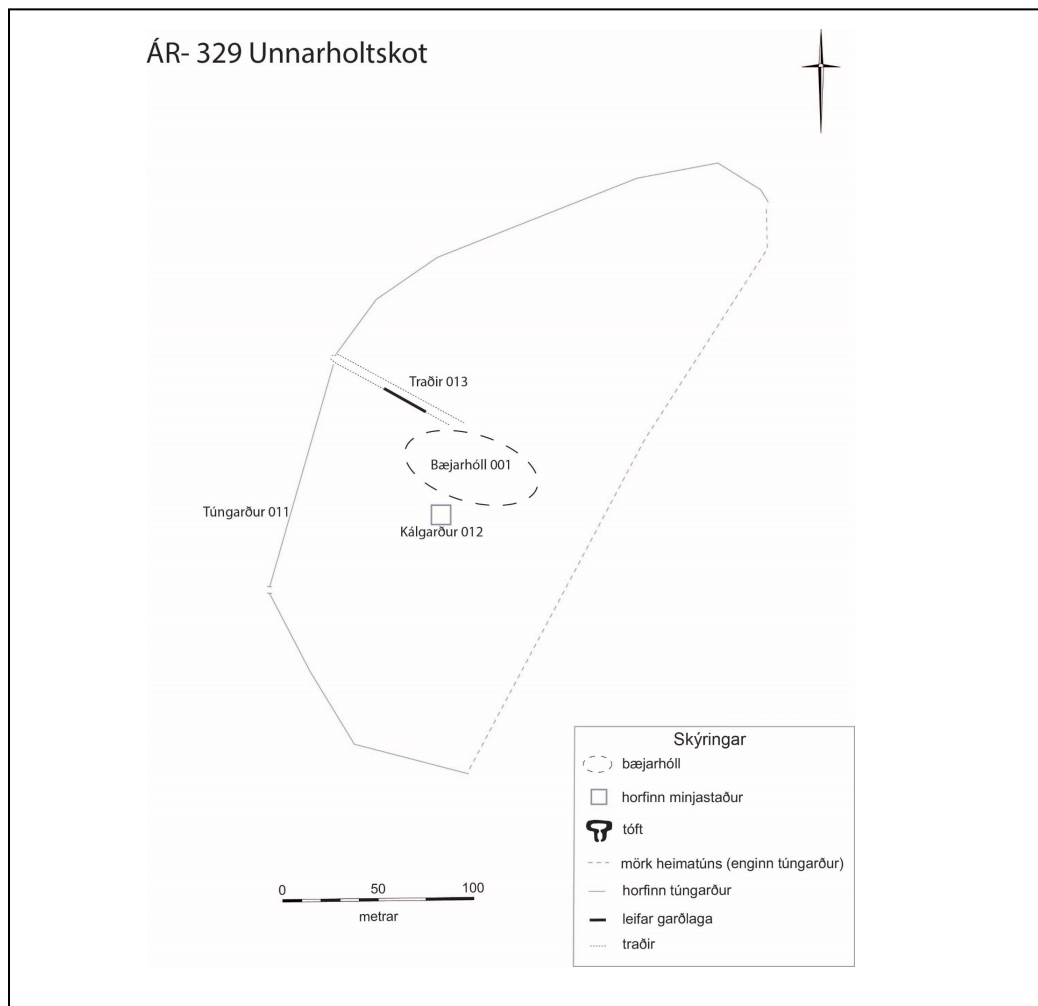 ÁR- 329 Unnarholtskot
Traðir 013
Bæjarhóll 001
Túngarður 011
Kálgarður 012
Skýringar
bæjarhóll
horfinn minjastaður
tóft
mörk heimatúns (enginn túngarður)
horfinn túngarður
leifar garðlaga
traðir
0 50 100
metrar